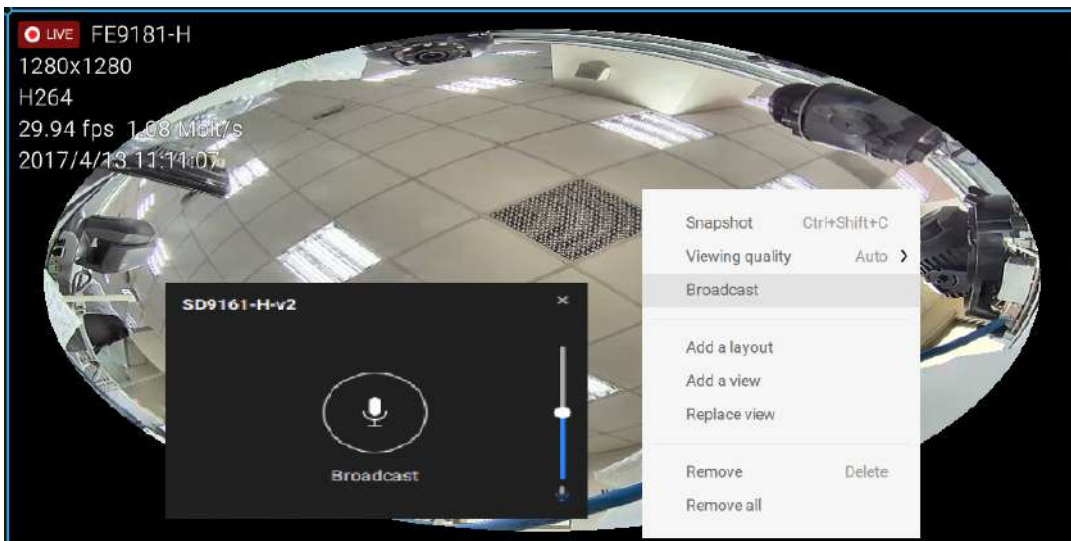 LIVE FE9181-H
1280x1280
H264
29.94 fps 1.08 Mbit/s
2017/4/13 11:11:07
Snapshot Ctrl+Shift+C
Viewing quality Auto
Broadcast
Add a layout
Add a view
Replace view
Remove Delete
Remove all
SD9161-H-v2
Broadcast